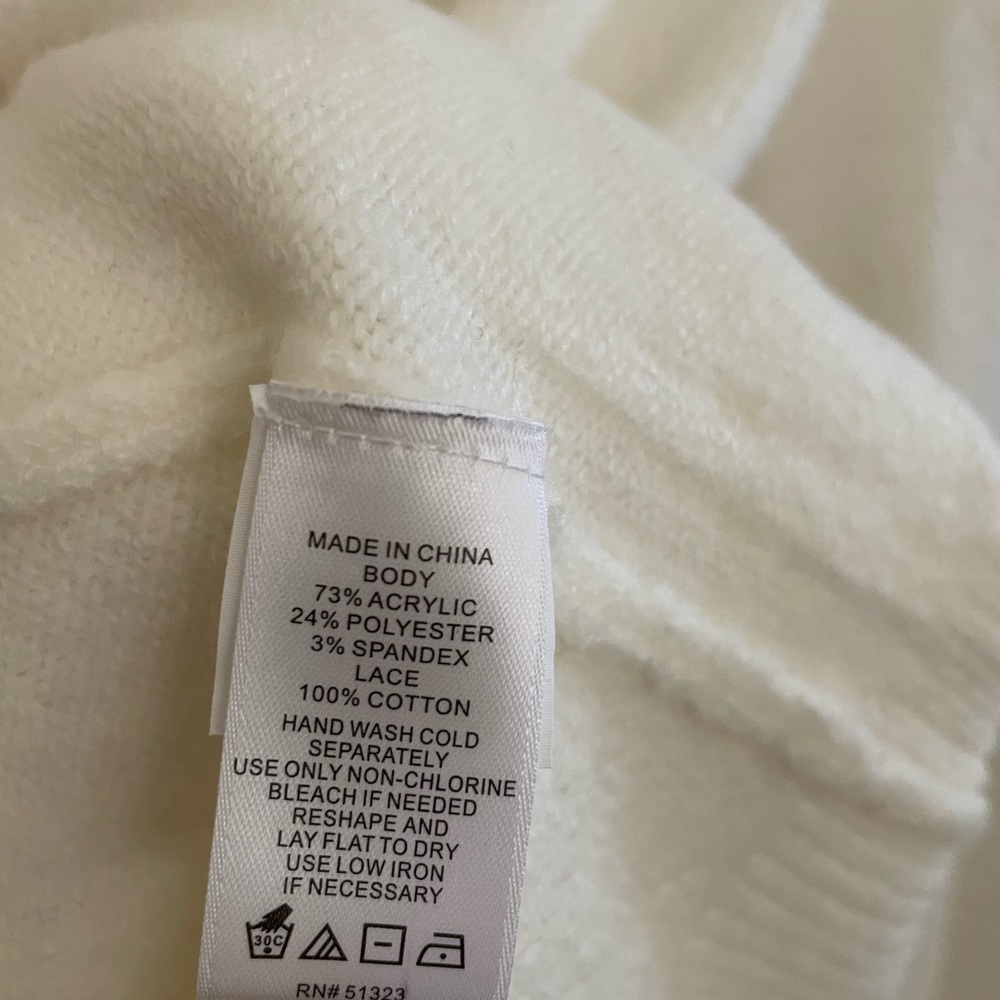 MADE IN CHINA
BODY
73% ACRYLIC
24% POLYESTER
3% SPANDEX
LACE
100% COTTON
HAND WASH COLD
SEPARATELY
USE ONLY NON-CHLORINE
BLEACH IF NEEDED
RESHAPE AND
LAY FLAT TO DRY
USE LOW IRON
IF NECESSARY
30C
RN# 51323